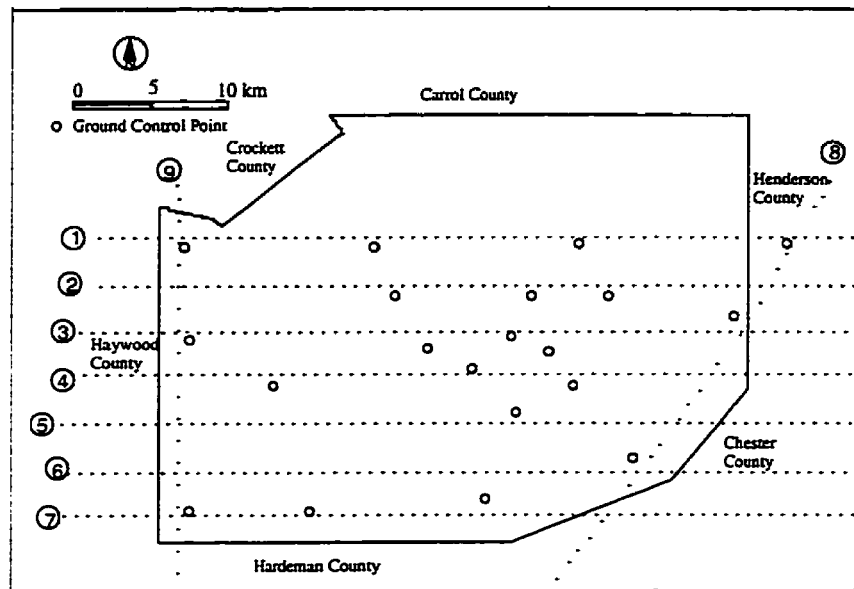 N
0 5 10 km
Ground Control Point
Carrol County
Crockett
County
9
8
Henderson
County
1
2
3
Haywood
County
4
5
Chester
County
6
7
Hardeman County